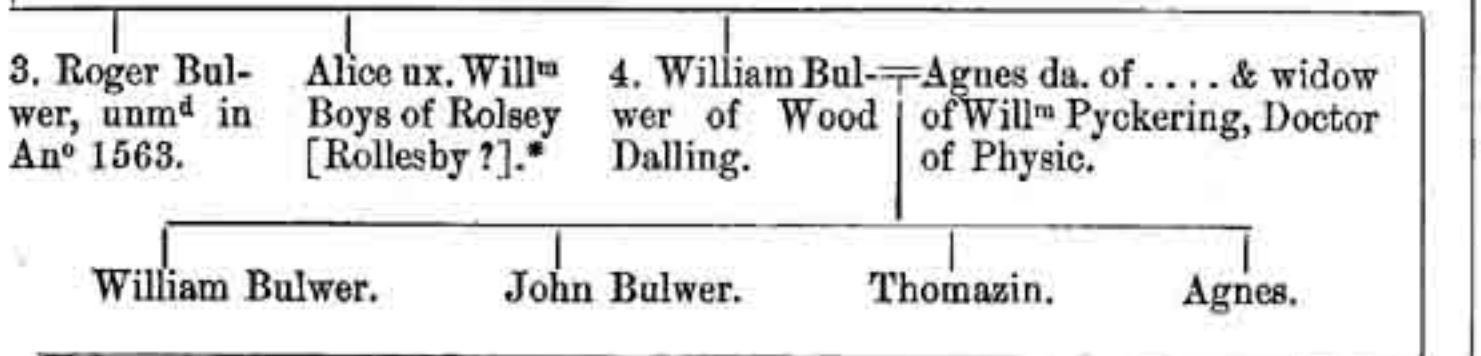 3. Roger Bul-
wer, unmᵈ in
Anº 1563.
Alice ux. Willᵐ
Boys of Rolsey
[Rollesby ?].*
4. William Bul-
wer of Wood
Dalling.
Agnes da. of .... & widow
of Willᵐ Pyckering, Doctor
of Physic.
William Bulwer.
John Bulwer.
Thomazin.
Agnes.